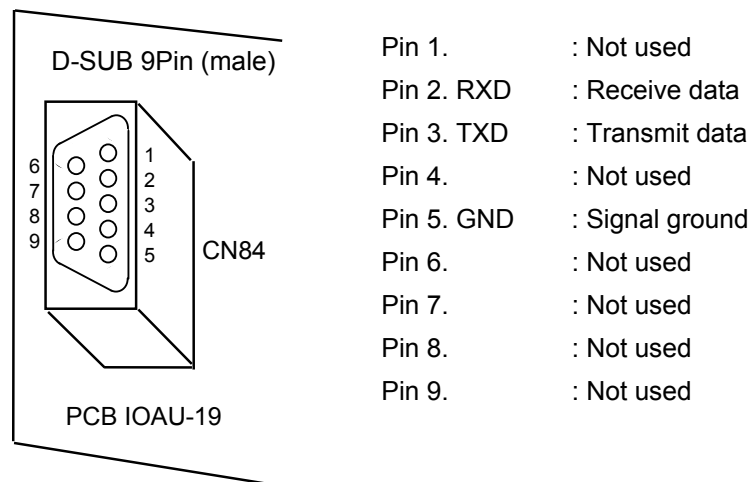 D-SUB 9Pin (male)
6
7
8
9
1
2
3
4
5
CN84
PCB IOAU-19
Pin 1. : Not used
Pin 2. RXD : Receive data
Pin 3. TXD : Transmit data
Pin 4. : Not used
Pin 5. GND : Signal ground
Pin 6. : Not used
Pin 7. : Not used
Pin 8. : Not used
Pin 9. : Not used